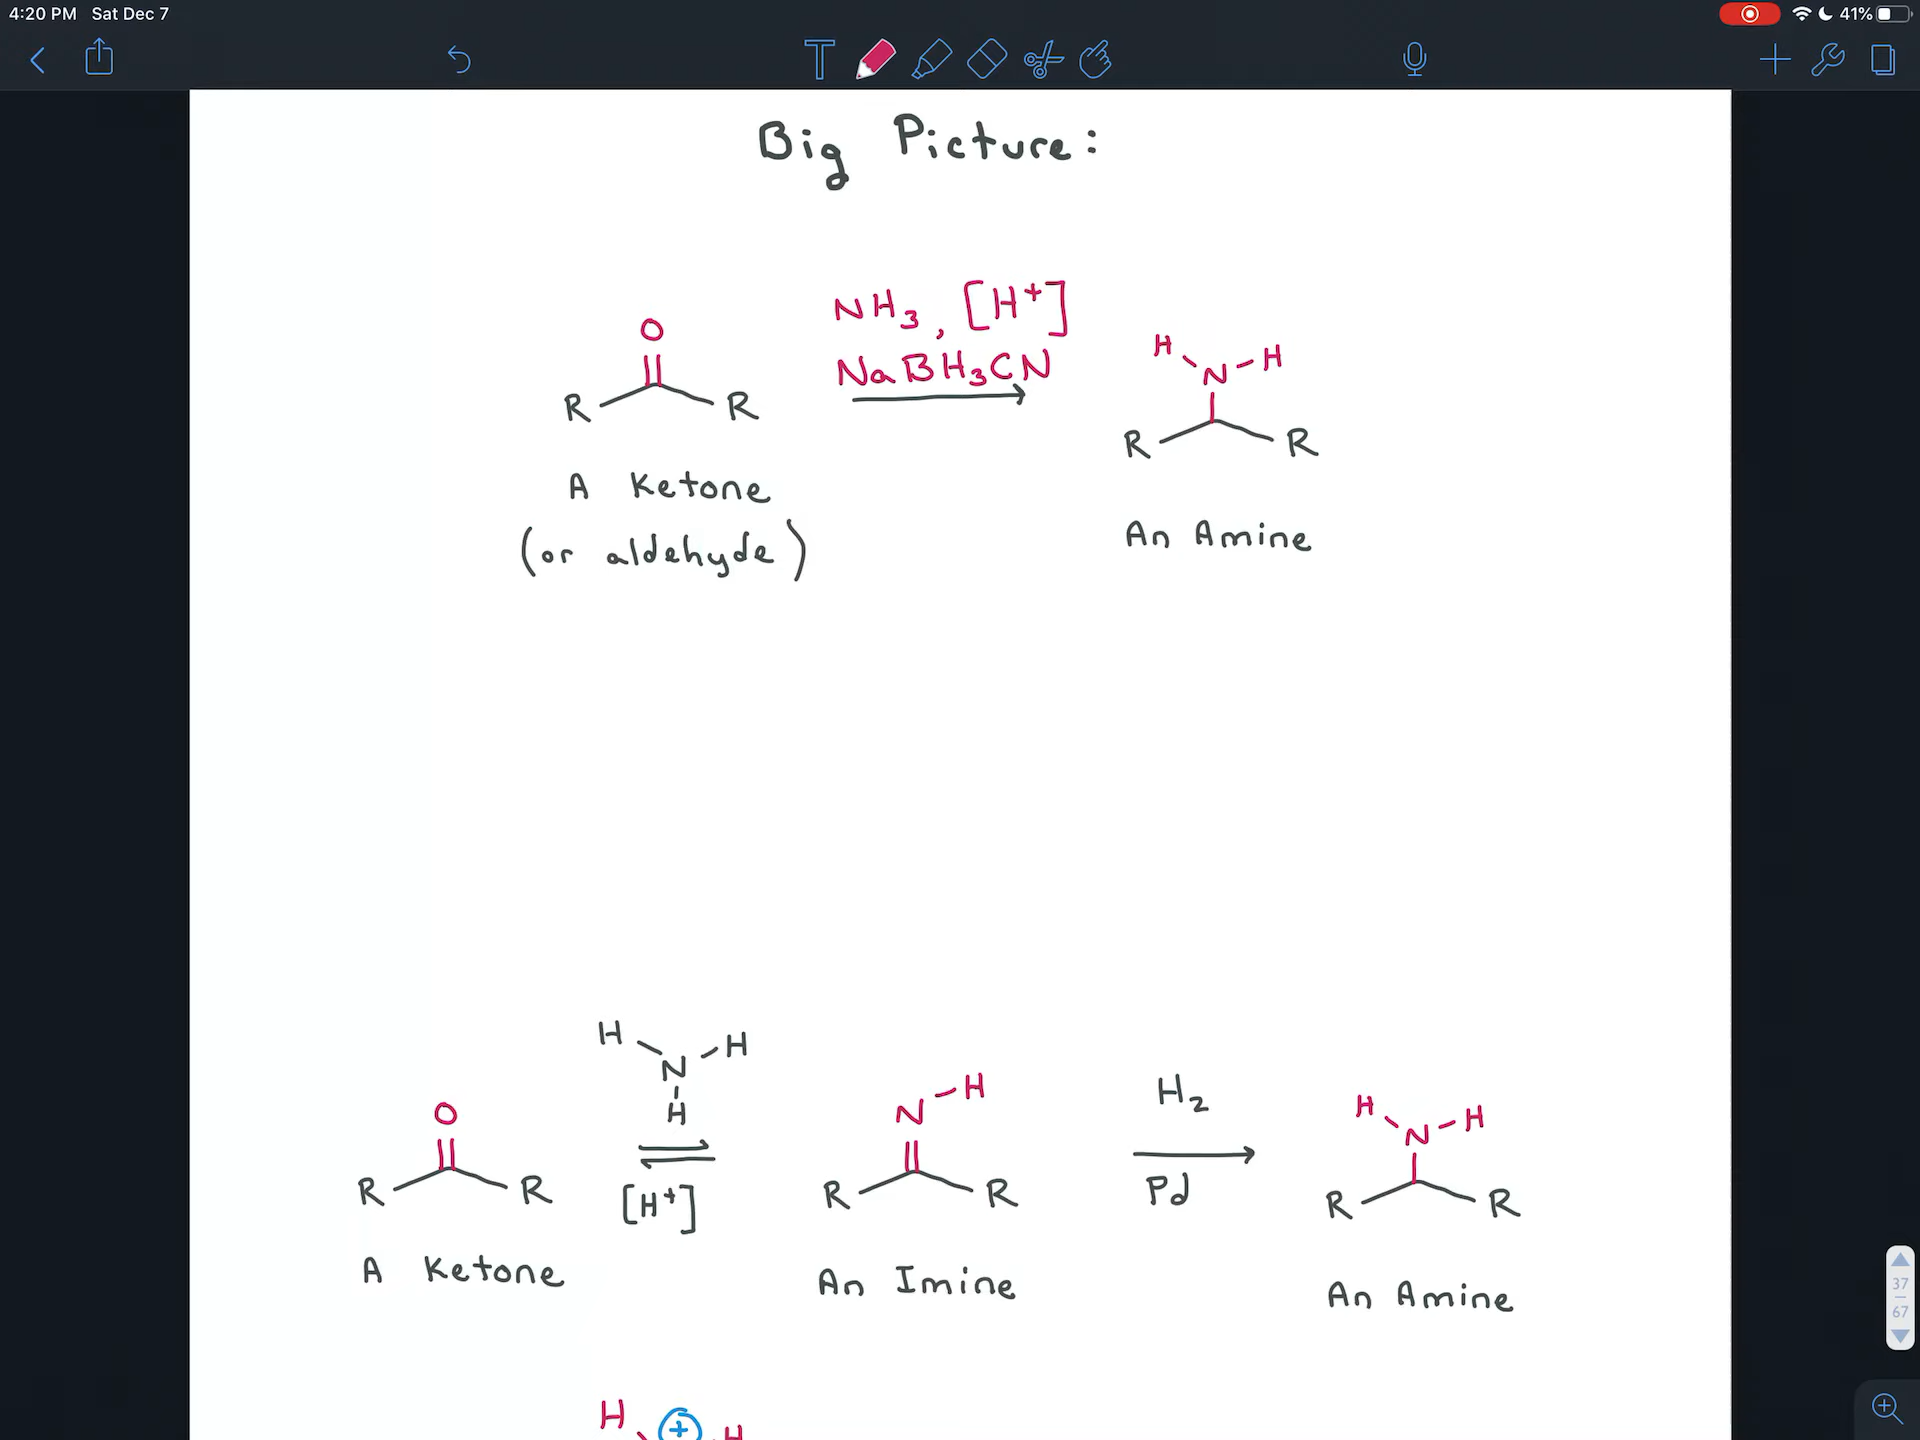 4:20 PM Sat Dec 7
41%
Big Picture:
NH3, [H+]
NaBH3CN
O
R R
H N H
R R
A Ketone
(or aldehyde)
An Amine
H N H
H
O
R R
[H+]
N H
R R
H2
Pd
H N H
R R
A Ketone
An Imine
An Amine
37
67
H + H